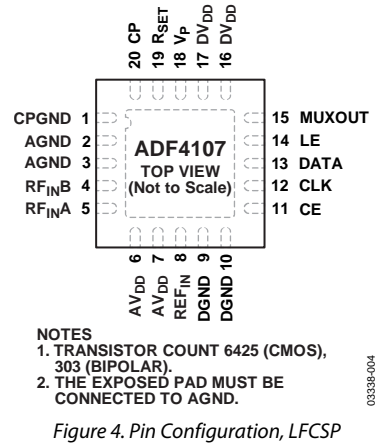 20 CP
19 RSET
18 VP
17 DVDD
16 DVDD
CPGND 1
AGND 2
AGND 3
RFINB 4
RFINA 5
ADF4107
TOP VIEW
(Not to Scale)
15 MUXOUT
14 LE
13 DATA
12 CLK
11 CE
AVDD 6
AVDD 7
REFIN 8
DGND 9
DGND 10
NOTES
1. TRANSISTOR COUNT 6425 (CMOS),
303 (BIPOLAR).
2. THE EXPOSED PAD MUST BE
CONNECTED TO AGND.
03338-004
Figure 4. Pin Configuration, LFCSP